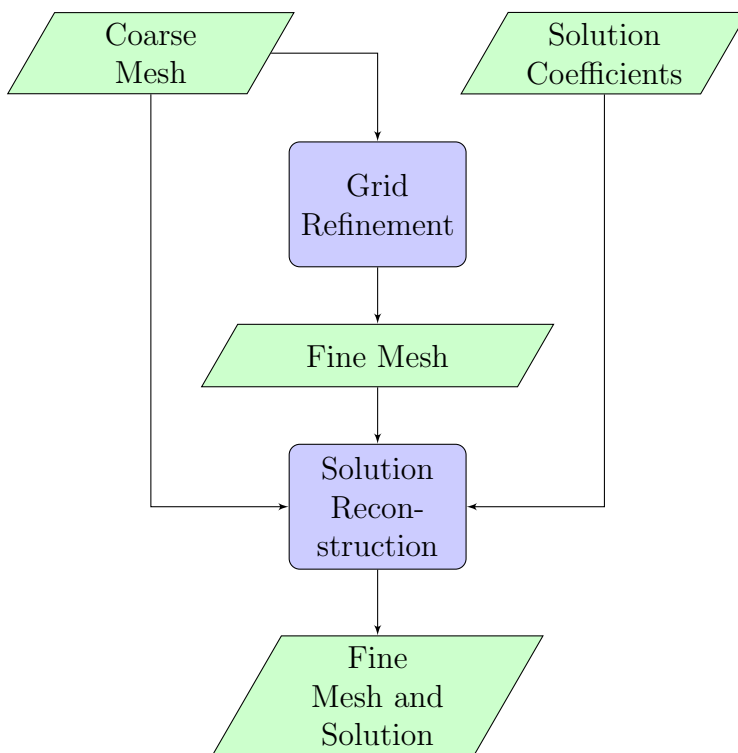 Coarse
Mesh
Solution
Coefficients
Grid
Refinement
Fine Mesh
Solution
Recon-
struction
Fine
Mesh and
Solution